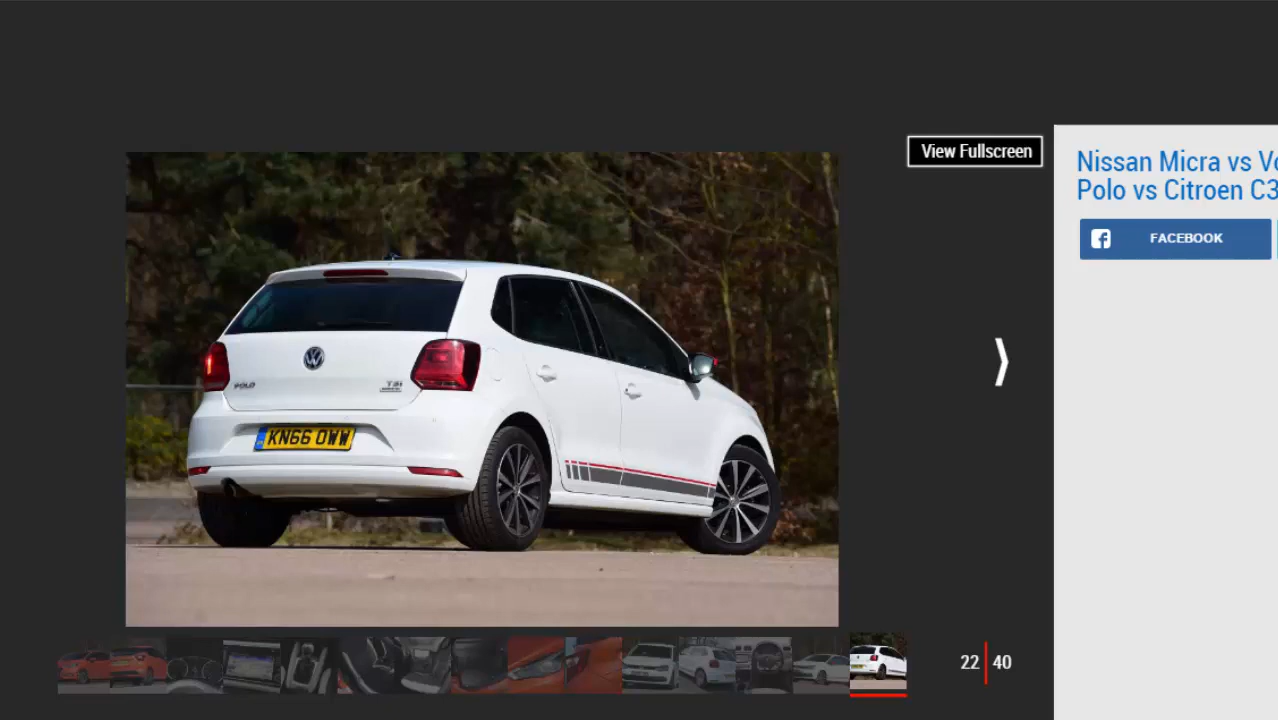 View Fullscreen
Nissan Micra vs Vo
Polo vs Citroen C3
FACEBOOK
POLO
TSI
KN66 OWW
22 40